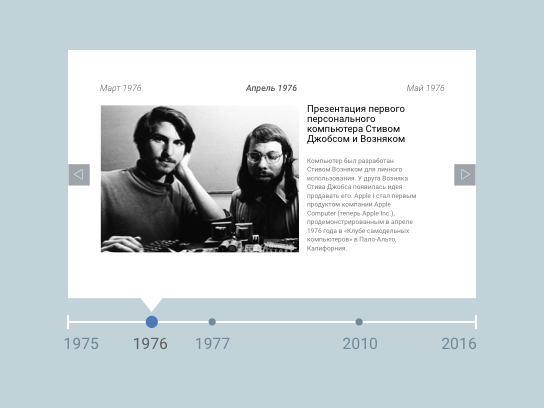 Март 1976
Апрель 1976
Май 1976
Презентация первого
персонального
компьютера Стивом
Джобсом и Возняком
Компьютер был разработан
Стивом Возняком для личного
использования. У друга Возняка
Стива Джобса появилась идея
продавать его. Apple I стал первым
продуктом компании Apple
Computer (теперь Apple Inc.),
продемонстрированным в апреле
1976 года в «Клубе самодельных
компьютеров» в Пало-Альто,
Калифорния.
1975
1976
1977
2010
2016